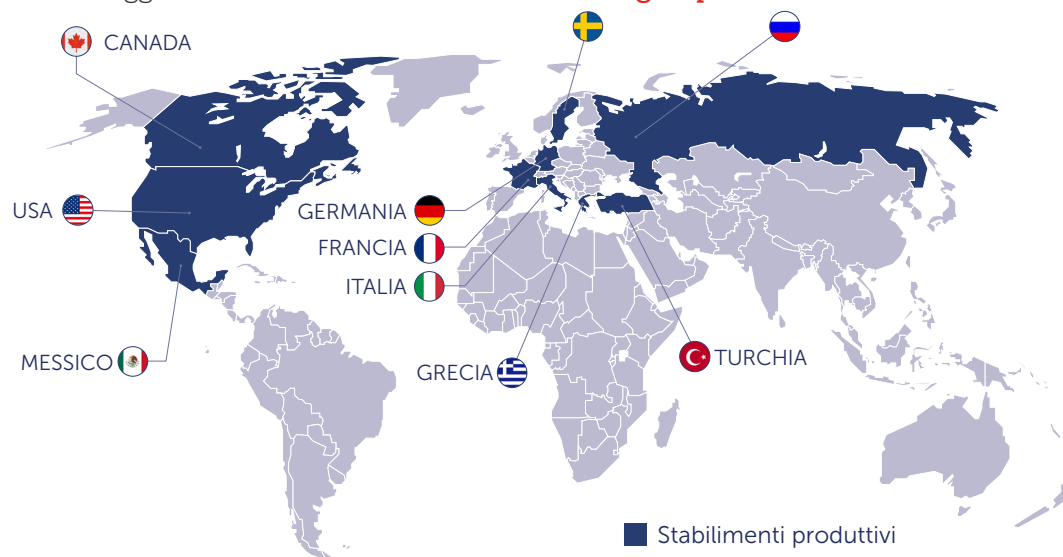 CANADA
USA
GERMANIA
FRANCIA
ITALIA
MESSICO
GRECIA
TURCHIA
Stabilimenti produttivi